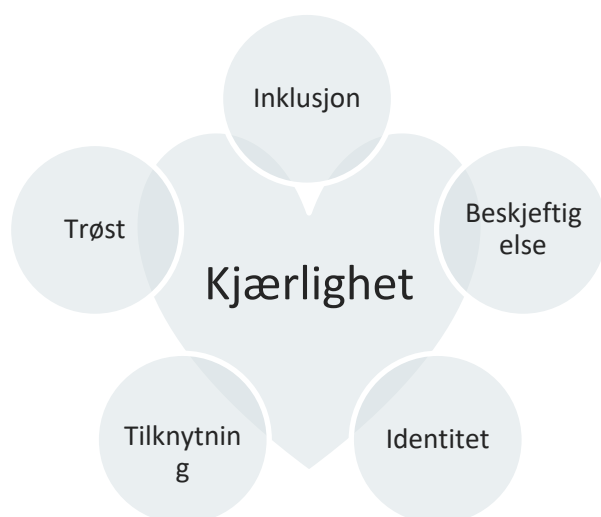 Inklusjon
Trøst
Beskjeftig
else
Kjærlighet
Tilknytnin
g
Identitet